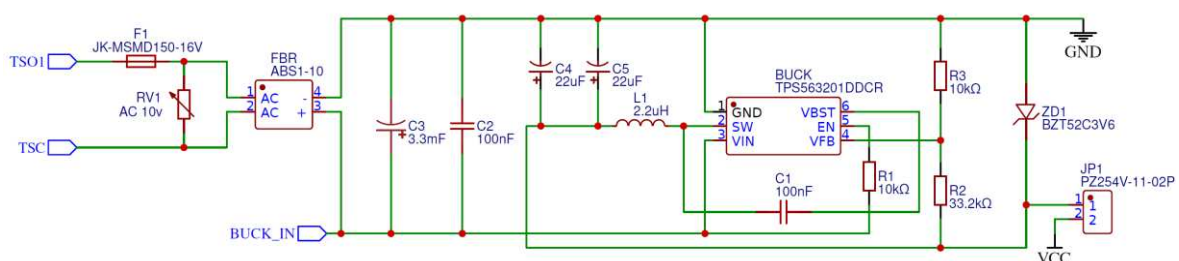 F1
JK-MSMD150-16V
TSO1
RV1
AC 10v
TSC
FBR
ABS1-10
1 AC - 4
2 AC + 3
C3
3.3mF
C2
100nF
BUCK_IN
C4
22uF
C5
22uF
L1
2.2uH
BUCK
TPS563201DDCR
1 GND VBST 6
2 SW EN 5
3 VIN VFB 4
C1
100nF
R1
10kΩ
R3
10kΩ
R2
33.2kΩ
GND
ZD1
BZT52C3V6
JP1
PZ254V-11-02P
1 1
2 2
VCC